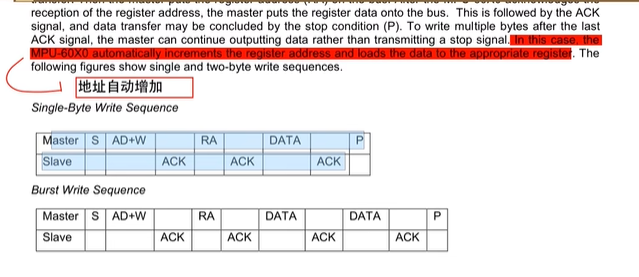 reception of the register address, the master puts the register data onto the bus. This is followed by the ACK
signal, and data transfer may be concluded by the stop condition (P). To write multiple bytes after the last
ACK signal, the master can continue outputting data rather than transmitting a stop signal. In this case, the
MPU-60X0 automatically increments the register address and loads the data to the appropriate register. The
following figures show single and two-byte write sequences.
地址自动增加
Single-Byte Write Sequence
Master S AD+W RA DATA P
Slave ACK ACK ACK
Burst Write Sequence
Master S AD+W RA DATA DATA P
Slave ACK ACK ACK ACK